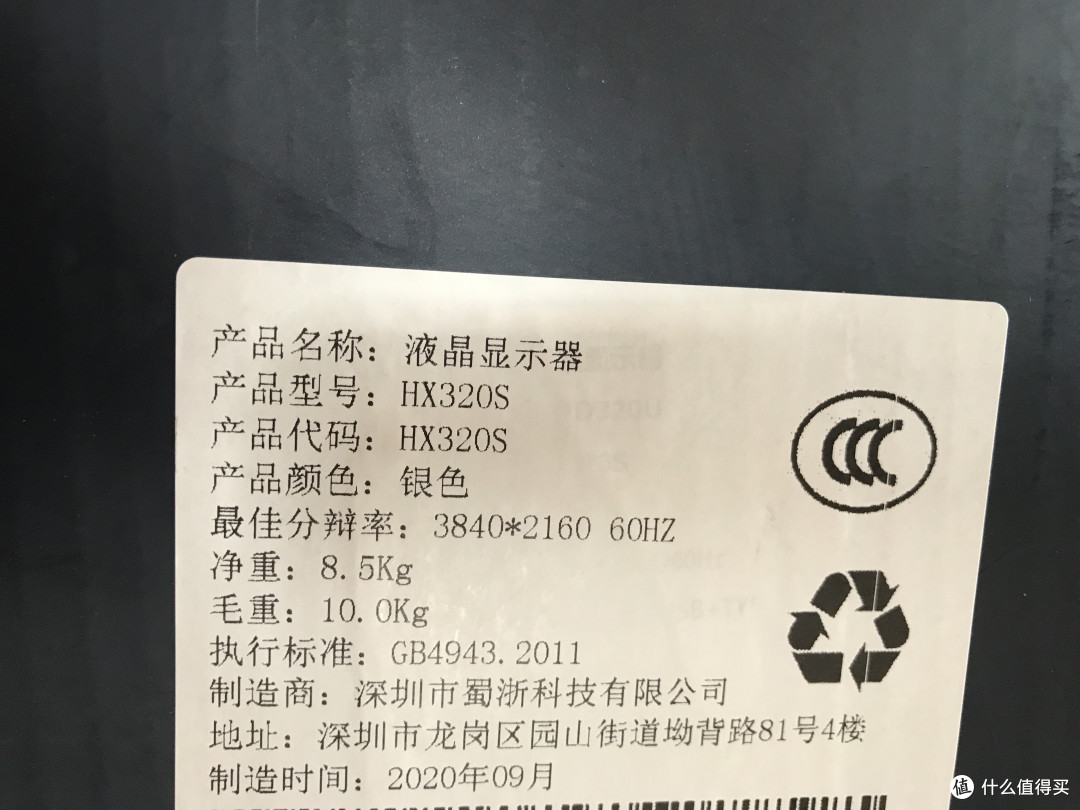 产品名称：液晶显示器
产品型号：HX320S
产品代码：HX320S
产品颜色：银色
最佳分辩率：3840*2160 60HZ
净重：8.5Kg
毛重：10.0Kg
执行标准：GB4943.2011
制造商：深圳市蜀浙科技有限公司
地址：深圳市龙岗区园山街道坳背路81号4楼
制造时间：2020年09月
CCC
值 什么值得买